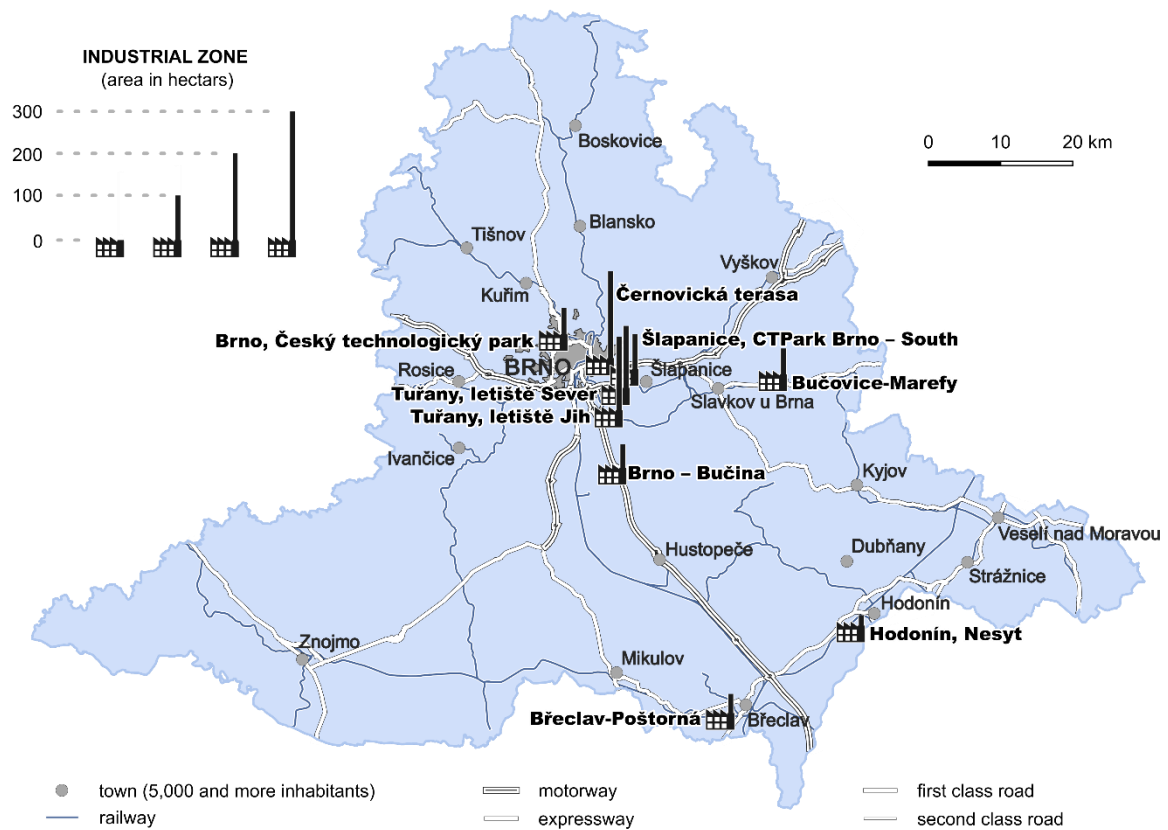 INDUSTRIAL ZONE
(area in hectars)
300
200
100
0
0 10 20 km
Boskovice
Blansko
Tišnov
Vyškov
Kuřim
Černovická terasa
Brno, Český technologický park
Šlapanice, CTPark Brno – South
BRNO
Rosice
Šlapanice
Bučovice-Marefy
Tuřany, letiště Sever
Slavkov u Brna
Tuřany, letiště Jih
Ivančice
Brno – Bučina
Kyjov
Veselí nad Moravou
Hustopeče
Dubňany
Strážnice
Hodonín
Hodonín, Nesyt
Znojmo
Mikulov
Břeclav-Poštorná
Břeclav
town (5,000 and more inhabitants)
motorway
first class road
railway
expressway
second class road